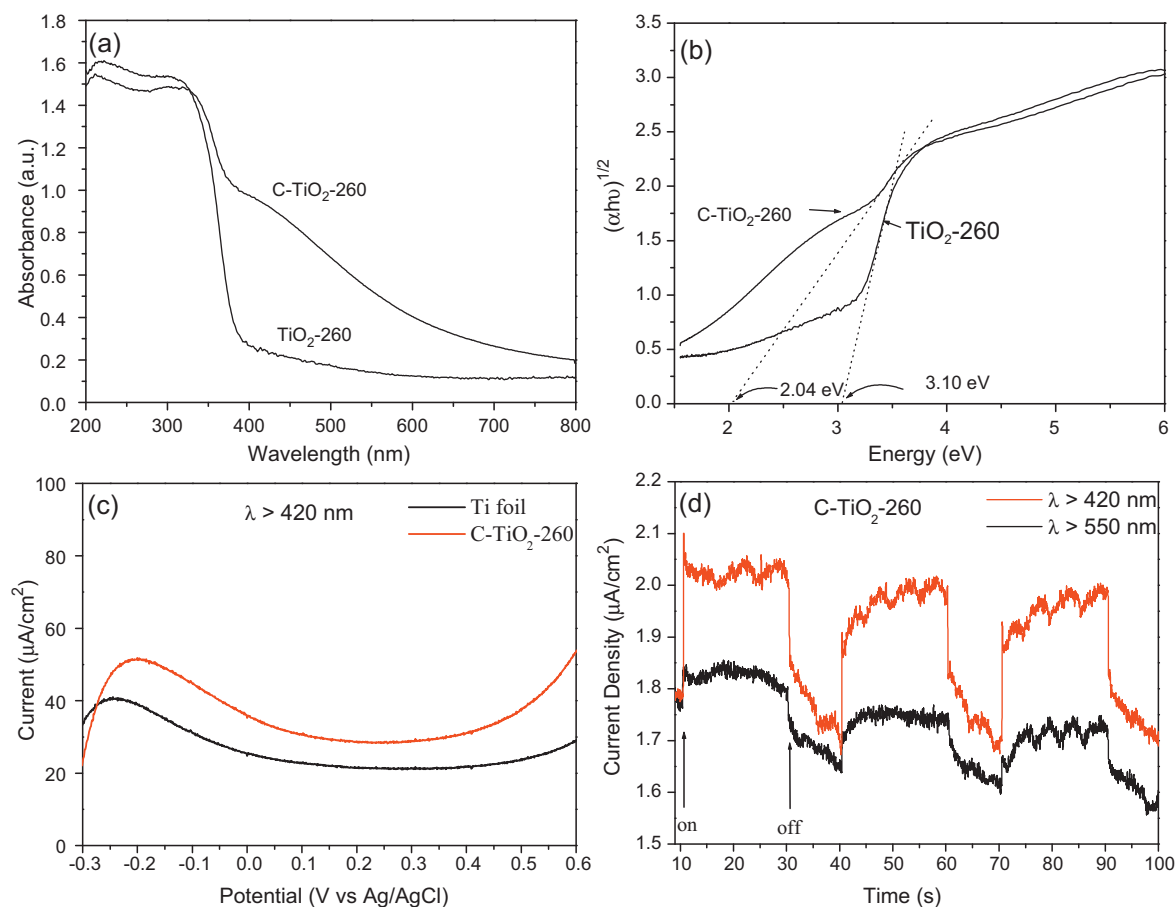 (a)
1.8
1.6
1.4
1.2
1.0
0.8
0.6
0.4
0.2
0.0
Absorbance (a.u.)
C-TiO₂-260
TiO₂-260
200 300 400 500 600 700 800
Wavelength (nm)
(b)
3.0
2.5
2.0
1.5
1.0
0.5
0.0
(αhυ)^1/2
C-TiO₂-260
TiO₂-260
2.04 eV
3.10 eV
2 3 4 5 6
Energy (eV)
(c)
λ > 420 nm
Ti foil
C-TiO₂-260
100
80
60
40
20
0
Current (μA/cm²)
-0.3 -0.2 -0.1 0.0 0.1 0.2 0.3 0.4 0.5 0.6
Potential (V vs Ag/AgCl)
(d)
C-TiO₂-260
λ > 420 nm
λ > 550 nm
2.2
2.1
2.0
1.9
1.8
1.7
1.6
1.5
Current Density (μA/cm²)
on
off
10 20 30 40 50 60 70 80 90 100
Time (s)